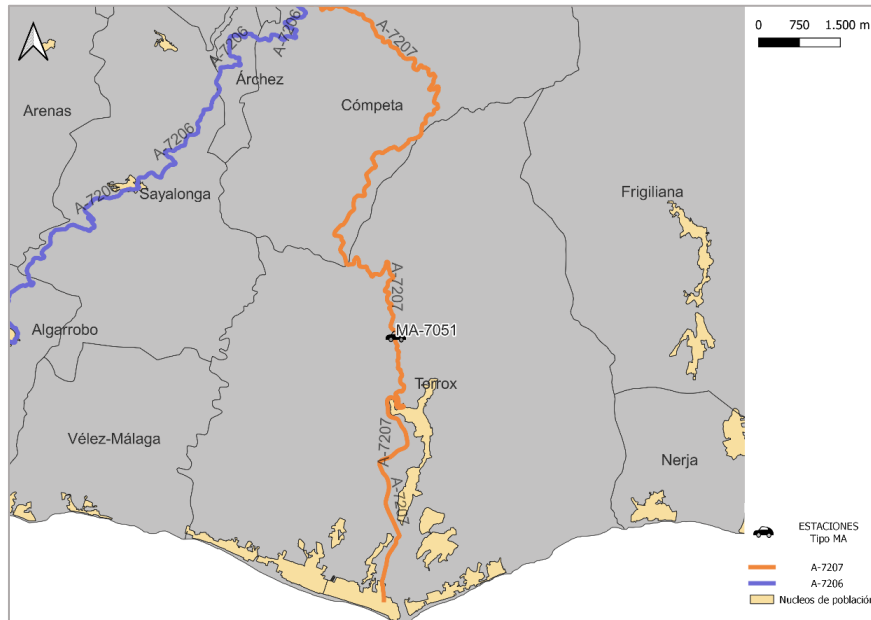 A-7207
0 750 1.500 m
A-7206
A-7206
Árchez
Arenas
Cómpeta
A-7206
A-7206
Sayalonga
Frigiliana
A-7207
Algarrobo
MA-7051
Torrox
Vélez-Málaga
A-7207
Nerja
A-7207
ESTACIONES
Tipo MA
A-7207
A-7206
Nucleos de población